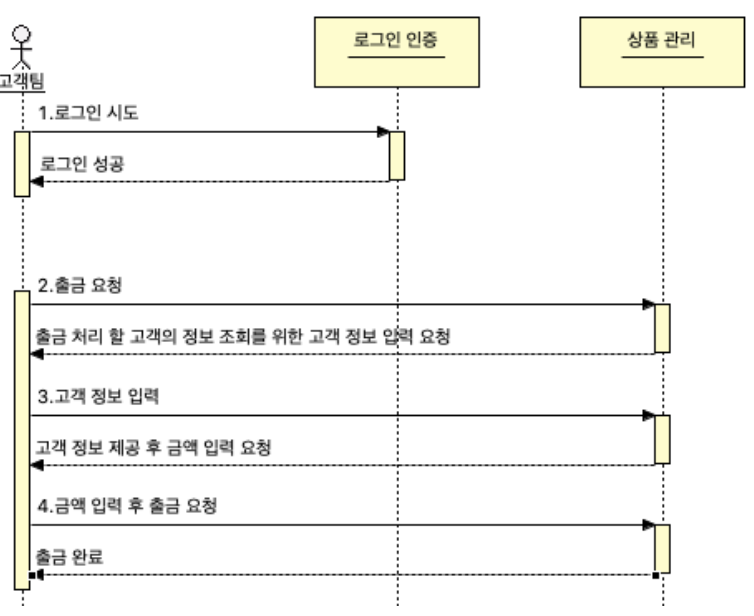 로그인 인증
상품 관리
고객팀
1.로그인 시도
로그인 성공
2.출금 요청
출금 처리 할 고객의 정보 조회를 위한 고객 정보 입력 요청
3.고객 정보 입력
고객 정보 제공 후 금액 입력 요청
4.금액 입력 후 출금 요청
출금 완료